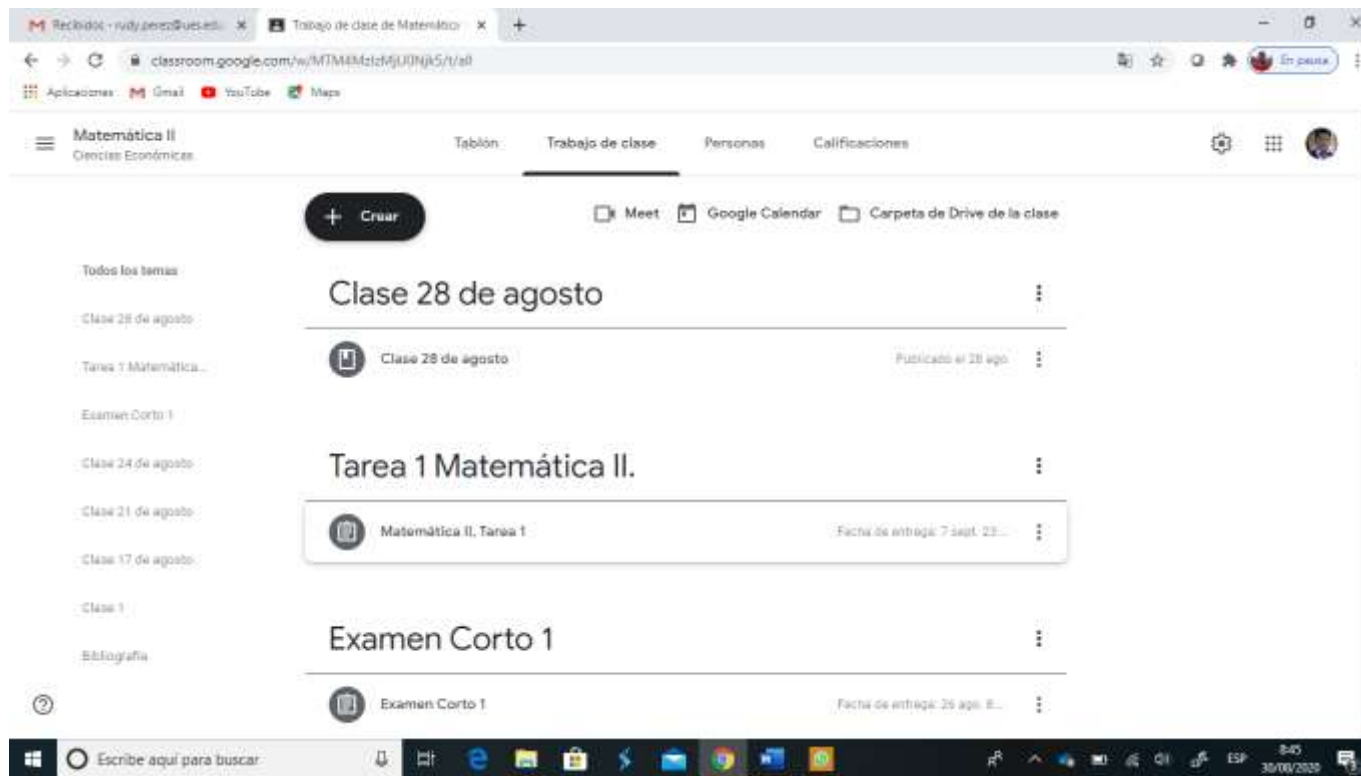 Recibidos - rudy.perez@ues.edu.
Trabajo de clase de Matemática
En pausa
Aplicaciones Gmail YouTube Maps
Matemática II
Ciencias Económicas
Tablón Trabajo de clase Personas Calificaciones
Crear
Meet Google Calendar Carpeta de Drive de la clase
Todos los temas
Clase 28 de agosto
Tarea 1 Matemática...
Examen Corto 1
Clase 24 de agosto
Clase 21 de agosto
Clase 17 de agosto
Clase 1
Bibliografía
Clase 28 de agosto
Clase 28 de agosto Publicado el 28 ago.
Tarea 1 Matemática II.
Matemática II, Tarea 1 Fecha de entrega: 7 sept. 23...
Examen Corto 1
Examen Corto 1 Fecha de entrega: 26 ago. 8...
Escribe aquí para buscar
ESP
8:45
30/08/2020